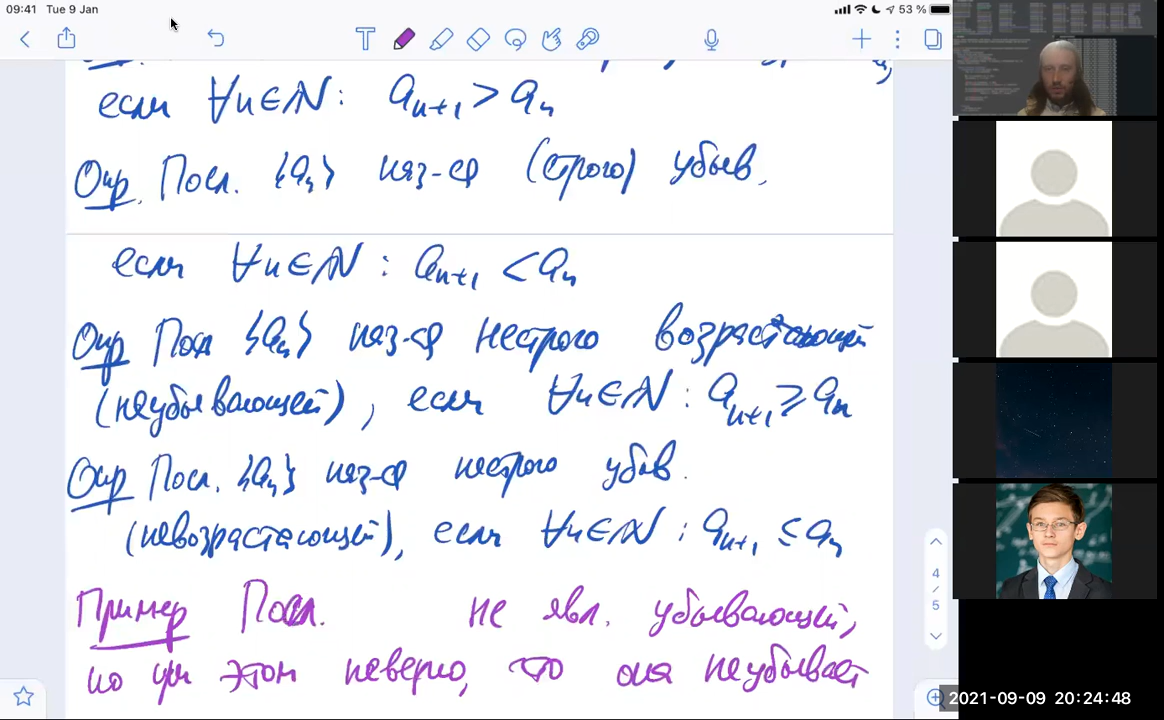 09:41 Tue 9 Jan 53 %
если ∀n∈ℕ: aₙ₊₁ > aₙ
Опр. Посл. {aₙ} наз-ся (строго) убыв.,
если ∀n∈ℕ : aₙ₊₁ < aₙ
Опр Посл {aₙ} наз-ся нестрого возрастающей
(неубывающей), если ∀n∈ℕ : aₙ₊₁ ⩾ aₙ
Опр Посл. {aₙ} наз-ся нестрого убыв.
(невозрастающей), если ∀n∈ℕ : aₙ₊₁ ≤ aₙ
Пример Посл. не явл. убывающей,
но при этом неверно, что она неубывает
4
/
5
2021-09-09 20:24:48